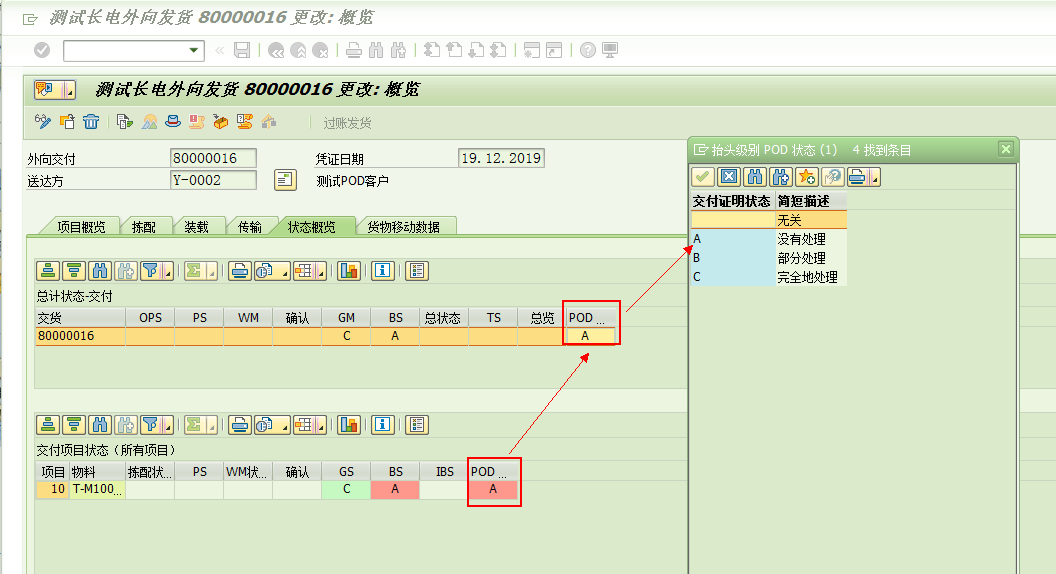 测试长电外向发货 80000016 更改: 概览
测试长电外向发货 80000016 更改: 概览
过账发货
外向交付 80000016 凭证日期 19.12.2019
送达方 Y-0002 测试POD客户
项目概览 拣配 装载 传输 状态概览 货物移动数据
总计状态-交付
交货 OPS PS WM 确认 GM BS 总状态 TS 总览 POD ...
80000016 C A A
交付项目状态（所有项目）
项目 物料 拣配状... PS WM状... 确认 GS BS IBS POD ...
10 T-M100... C A A
抬头级别 POD 状态 (1) 4 找到条目
交付证明状态 简短描述
无关
A 没有处理
B 部分处理
C 完全地处理